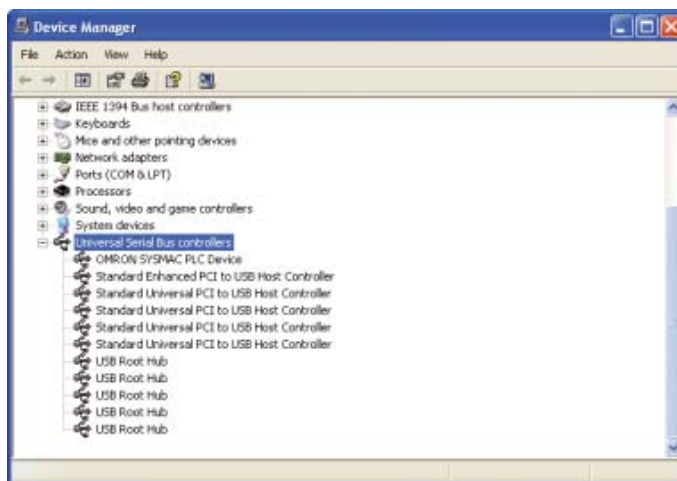 Device Manager
File Action View Help
IEEE 1394 Bus host controllers
Keyboards
Mice and other pointing devices
Network adapters
Ports (COM & LPT)
Processors
Sound, video and game controllers
System devices
Universal Serial Bus controllers
OMRON SYSMAC PLC Device
Standard Enhanced PCI to USB Host Controller
Standard Universal PCI to USB Host Controller
Standard Universal PCI to USB Host Controller
Standard Universal PCI to USB Host Controller
Standard Universal PCI to USB Host Controller
USB Root Hub
USB Root Hub
USB Root Hub
USB Root Hub
USB Root Hub